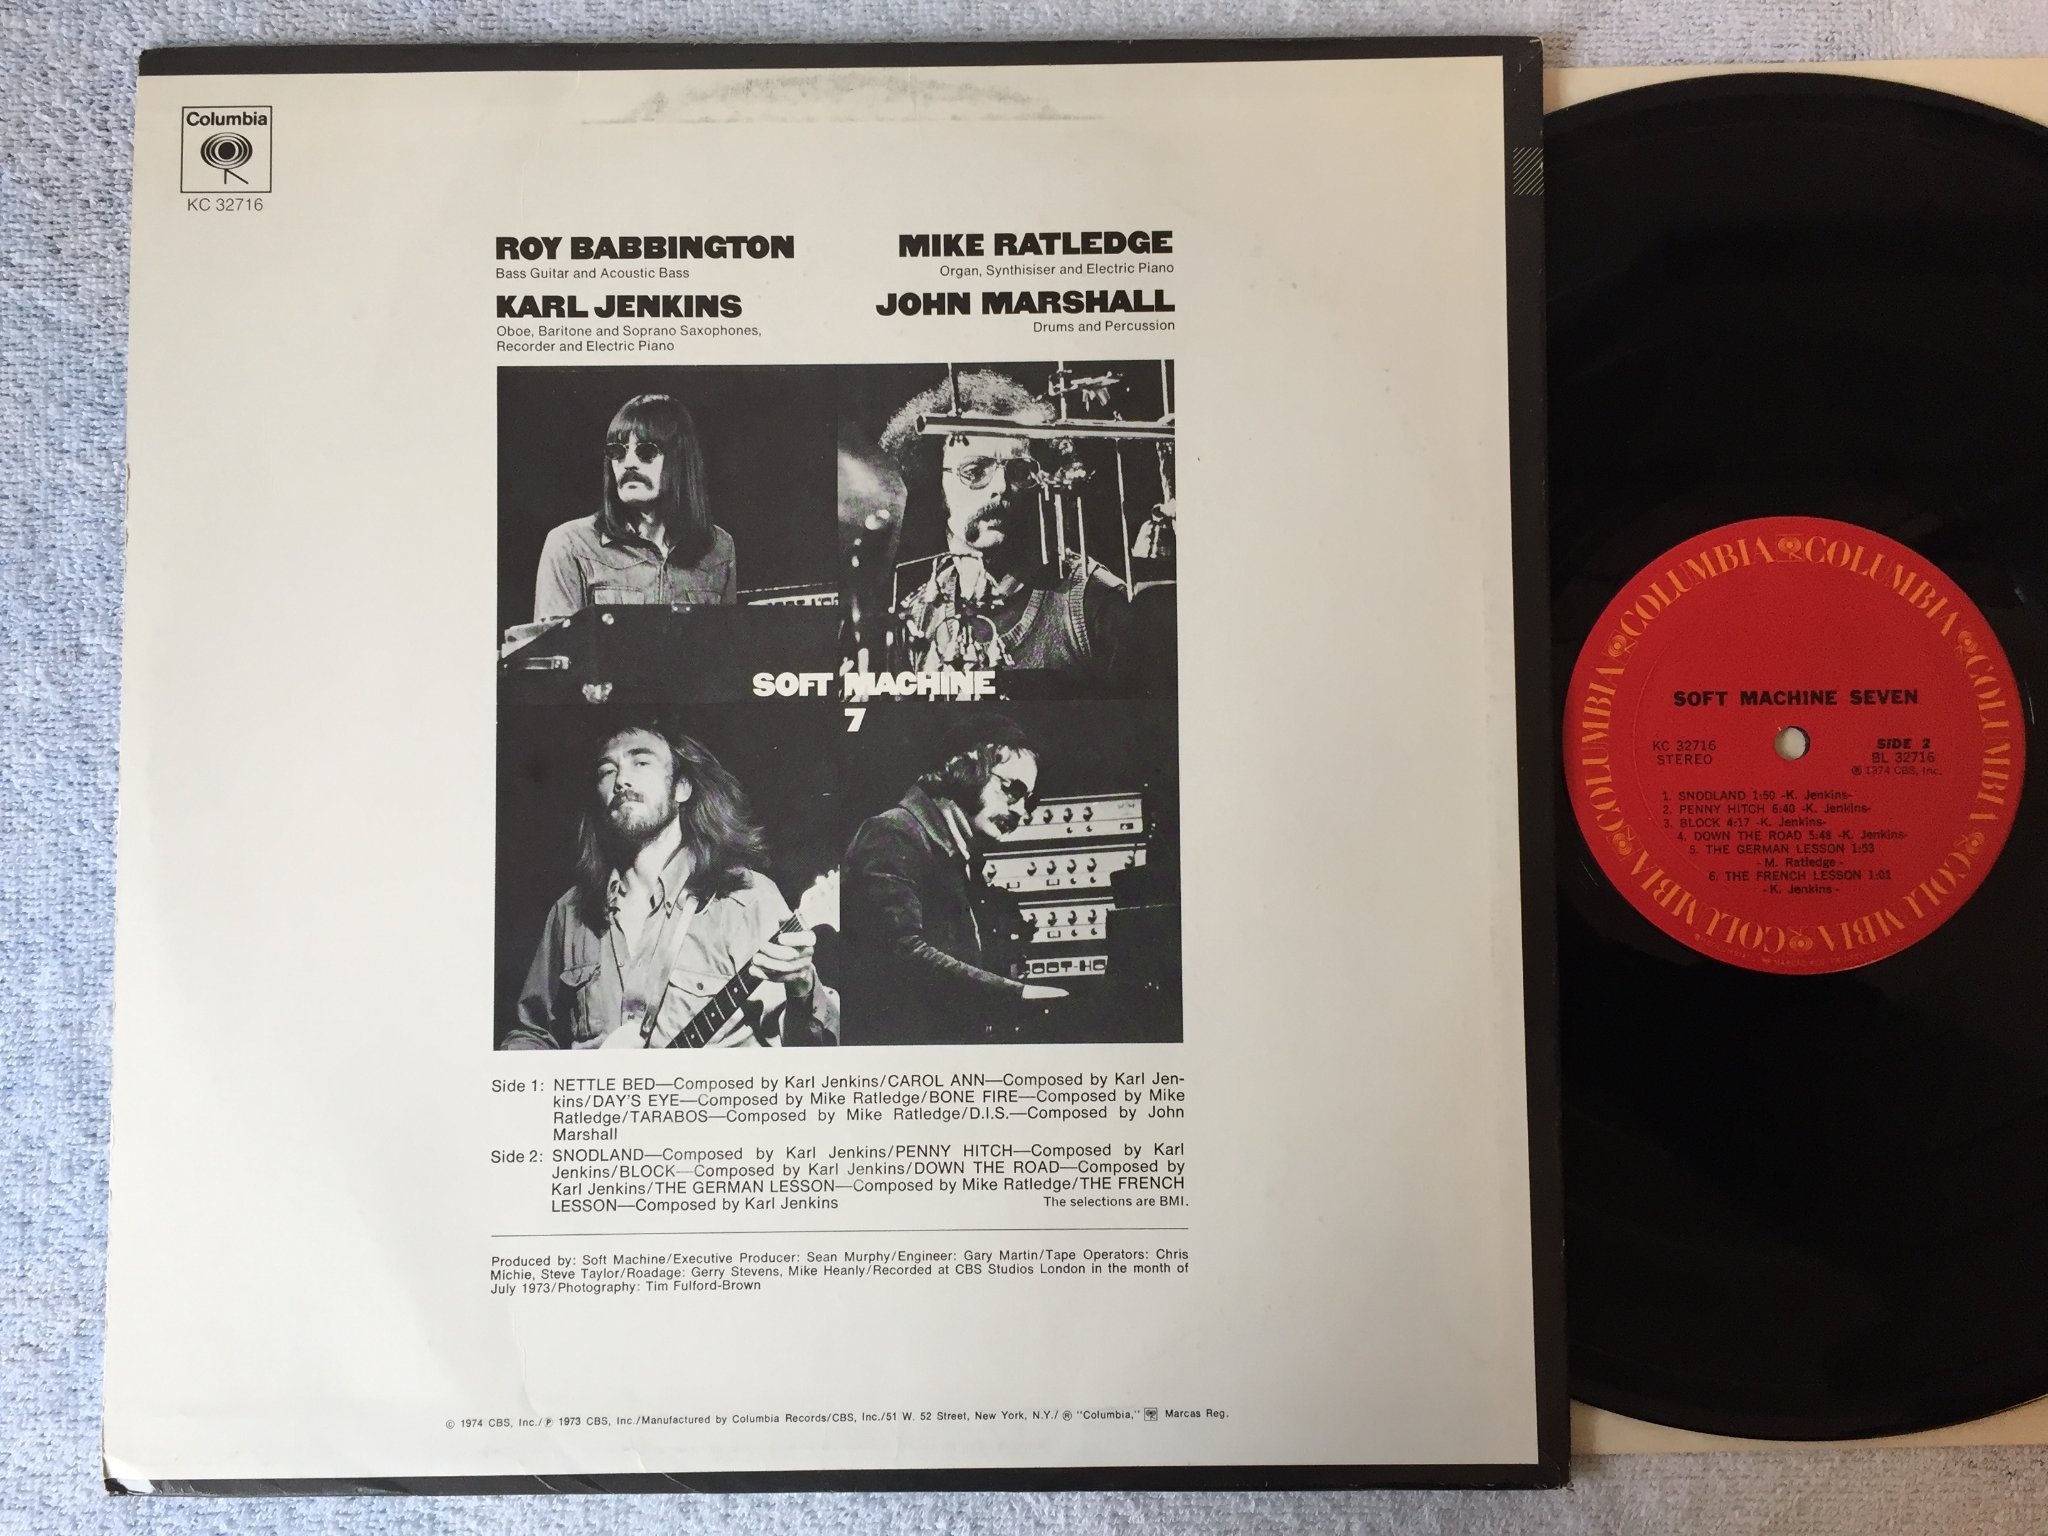 Columbia
KC 32716
ROY BABBINGTON
Bass Guitar and Acoustic Bass
KARL JENKINS
Oboe, Baritone and Soprano Saxophones,
Recorder and Electric Piano
MIKE RATLEDGE
Organ, Synthisiser and Electric Piano
JOHN MARSHALL
Drums and Percussion
SOFT MACHINE
7
Side 1: NETTLE BED—Composed by Karl Jenkins/CAROL ANN—Composed by Karl Jen-
kins/DAY'S EYE—Composed by Mike Ratledge/BONE FIRE—Composed by Mike
Ratledge/TARABOS—Composed by Mike Ratledge/D.I.S.—Composed by John
Marshall
Side 2: SNODLAND—Composed by Karl Jenkins/PENNY HITCH—Composed by Karl
Jenkins/BLOCK—Composed by Karl Jenkins/DOWN THE ROAD—Composed by
Karl Jenkins/THE GERMAN LESSON—Composed by Mike Ratledge/THE FRENCH
LESSON—Composed by Karl Jenkins The selections are BMI.
Produced by: Soft Machine/Executive Producer: Sean Murphy/Engineer: Gary Martin/Tape Operators: Chris
Michie, Steve Taylor/Roadage: Gerry Stevens, Mike Heanly/Recorded at CBS Studios London in the month of
July 1973/Photography: Tim Fulford-Brown
© 1974 CBS, Inc./℗ 1973 CBS, Inc./Manufactured by Columbia Records/CBS, Inc./51 W. 52 Street, New York, N.Y./® "Columbia," Marcas Reg.
COLUMBIA COLUMBIA COLUMBIA COLUMBIA COLUMBIA COLUMBIA
SOFT MACHINE SEVEN
KC 32716
STEREO
SIDE 2
BL 32716
℗ 1974 CBS, Inc.
1. SNODLAND 1:50 -K. Jenkins-
2. PENNY HITCH 6:40 -K. Jenkins-
3. BLOCK 4:17 -K. Jenkins-
4. DOWN THE ROAD 5:48 -K. Jenkins-
5. THE GERMAN LESSON 1:53
- M. Ratledge -
6. THE FRENCH LESSON 1:01
- K. Jenkins -